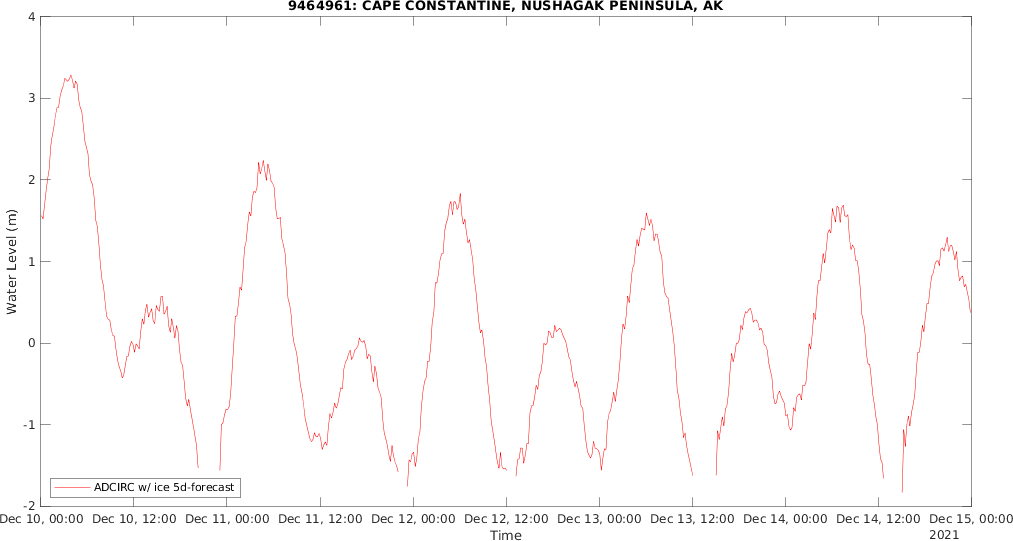 9464961: CAPE CONSTANTINE, NUSHAGAK PENINSULA, AK
4
3
2
1
0
-1
-2
Water Level (m)
ADCIRC w/ ice 5d-forecast
Dec 10, 00:00 Dec 10, 12:00 Dec 11, 00:00 Dec 11, 12:00 Dec 12, 00:00 Dec 12, 12:00 Dec 13, 00:00 Dec 13, 12:00 Dec 14, 00:00 Dec 14, 12:00 Dec 15, 00:00
Time
2021